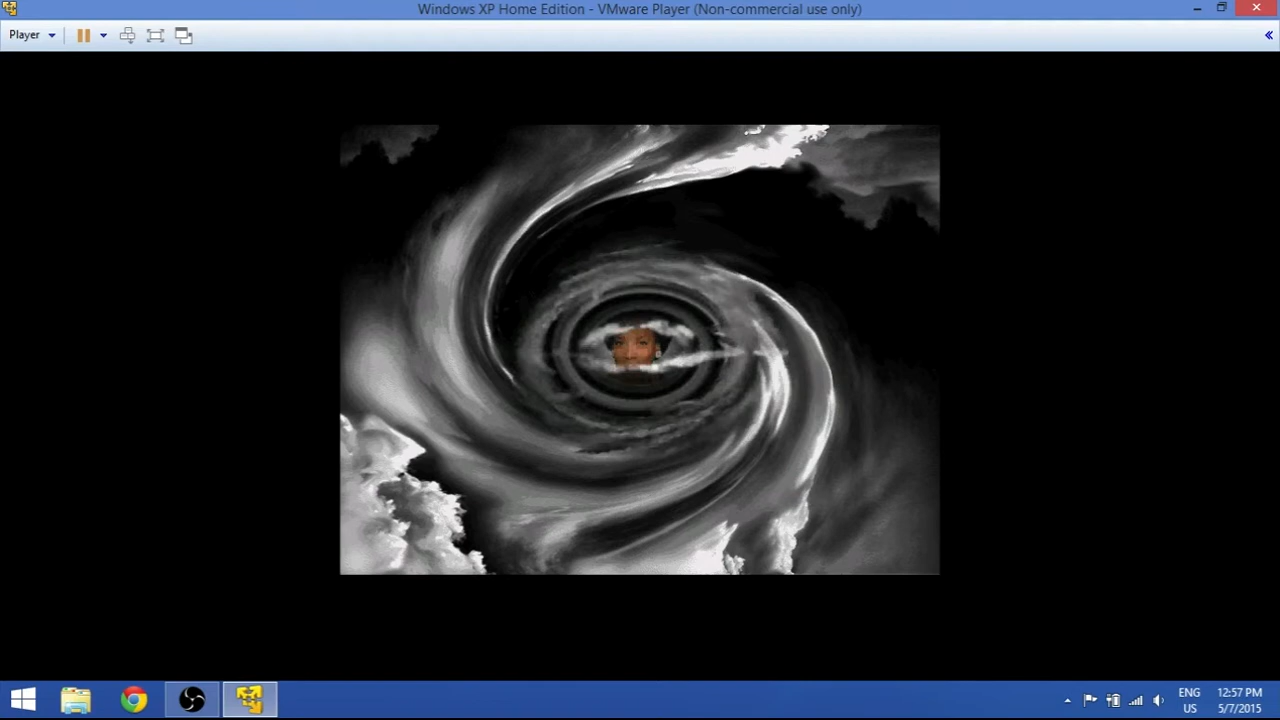 Windows XP Home Edition - VMware Player (Non-commercial use only)
Player
ENG
US
12:57 PM
5/7/2015